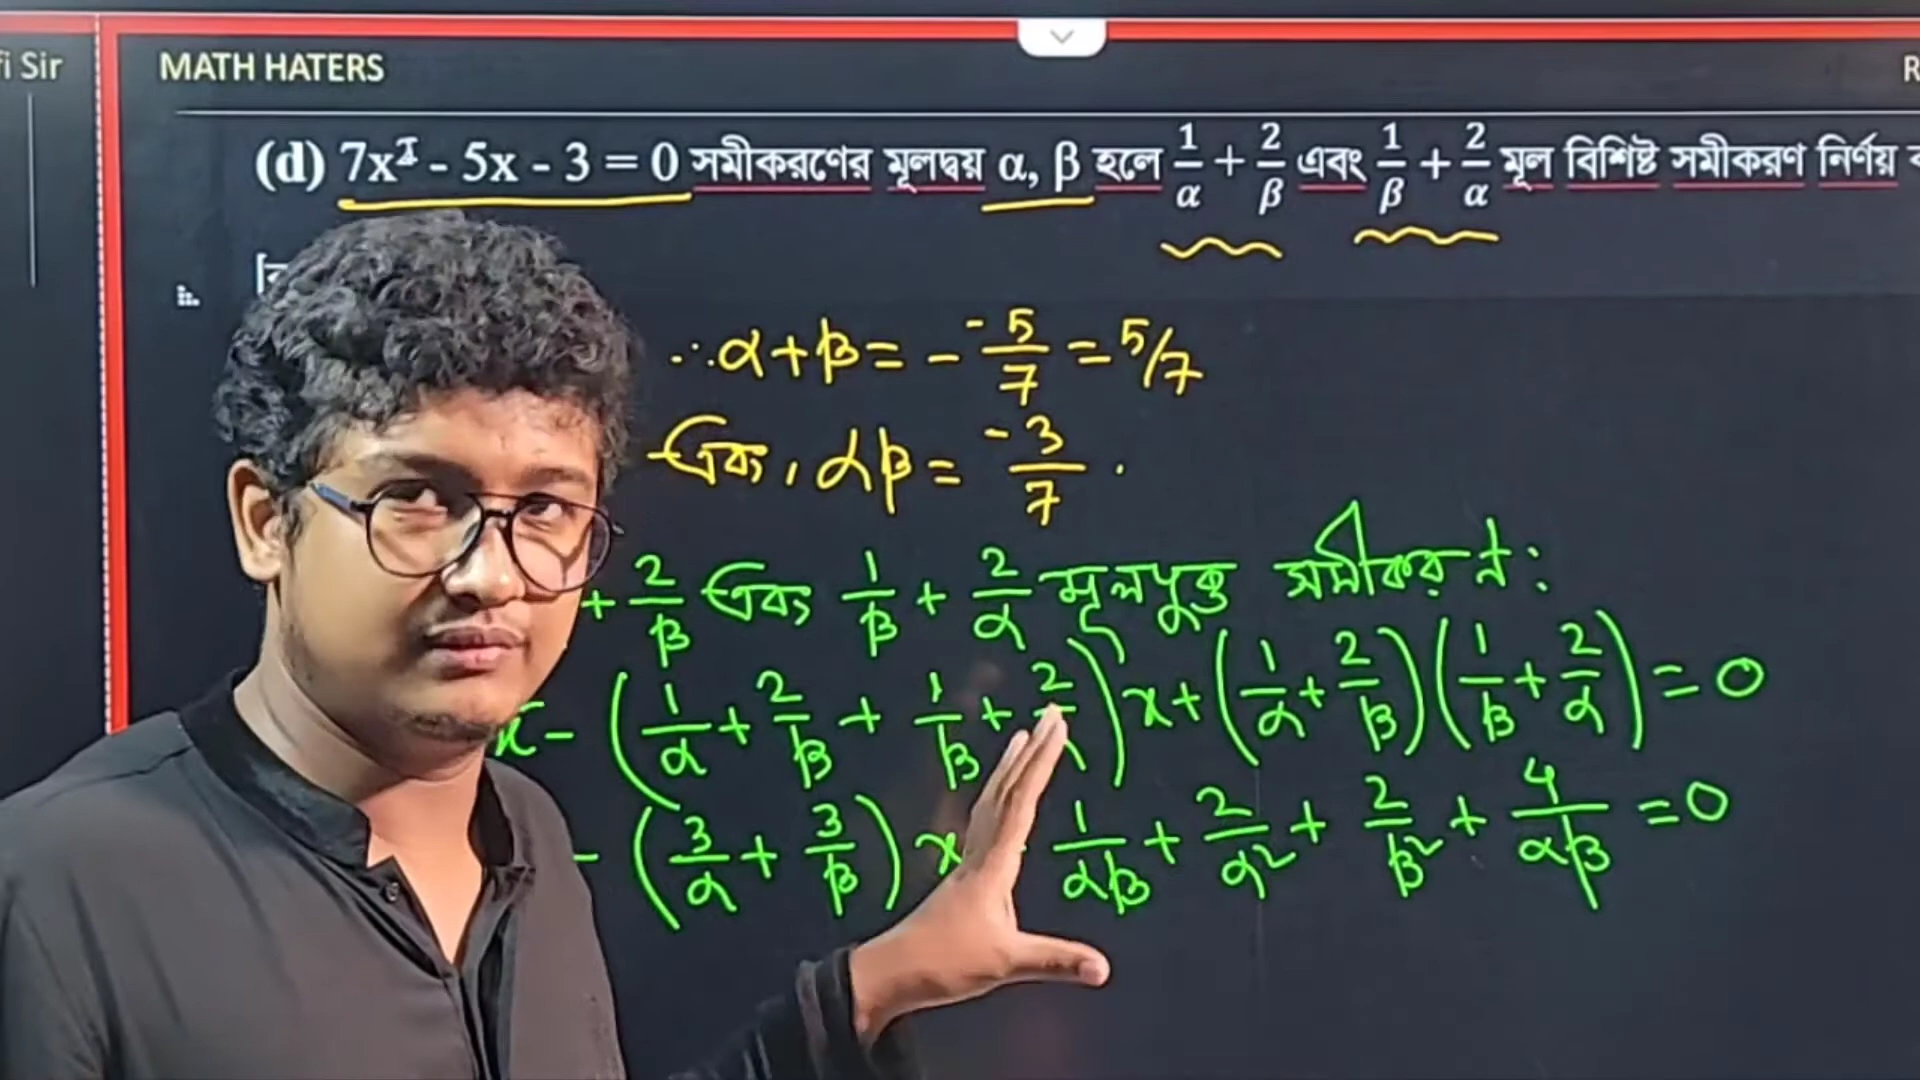 fi Sir
MATH HATERS
R
(d) 7x² - 5x - 3 = 0 সমীকরণের মূলদ্বয় α, β হলে 1/α + 2/β এবং 1/β + 2/α মূল বিশিষ্ট সমীকরণ নির্ণয়
∴ α + β = - -5/7 = 5/7
এবং, αβ = -3/7 .
+ 2/β এবং 1/β + 2/α মূলযুক্ত সমীকরণ:
x - (1/α + 2/β + 1/β + 2/α) x + (1/α + 2/β)(1/β + 2/α) = 0
- (3/α + 3/β) x 1/αβ + 2/α² + 2/β² + 4/αβ = 0